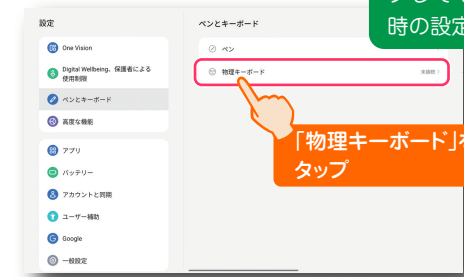 設定
One Vision
Digital Wellbeing、保護者による
使用制限
ペンとキーボード
高度な機能
アプリ
バッテリー
アカウントと同期
ユーザー補助
Google
一般設定
ペンとキーボード
ペン
物理キーボード
未接続
時の設定
「物理キーボード」を
タップ